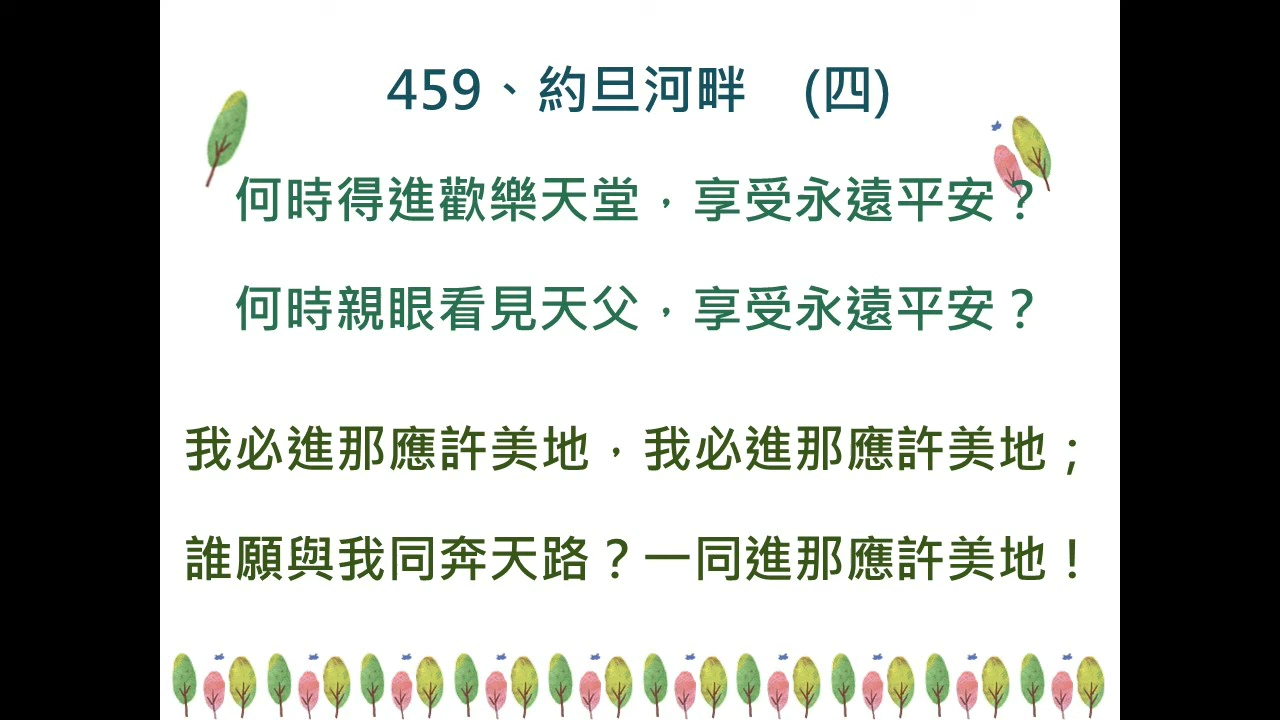 459、約旦河畔　(四)
何時得進歡樂天堂，享受永遠平安？
何時親眼看見天父，享受永遠平安？
我必進那應許美地，我必進那應許美地；
誰願與我同奔天路？一同進那應許美地！